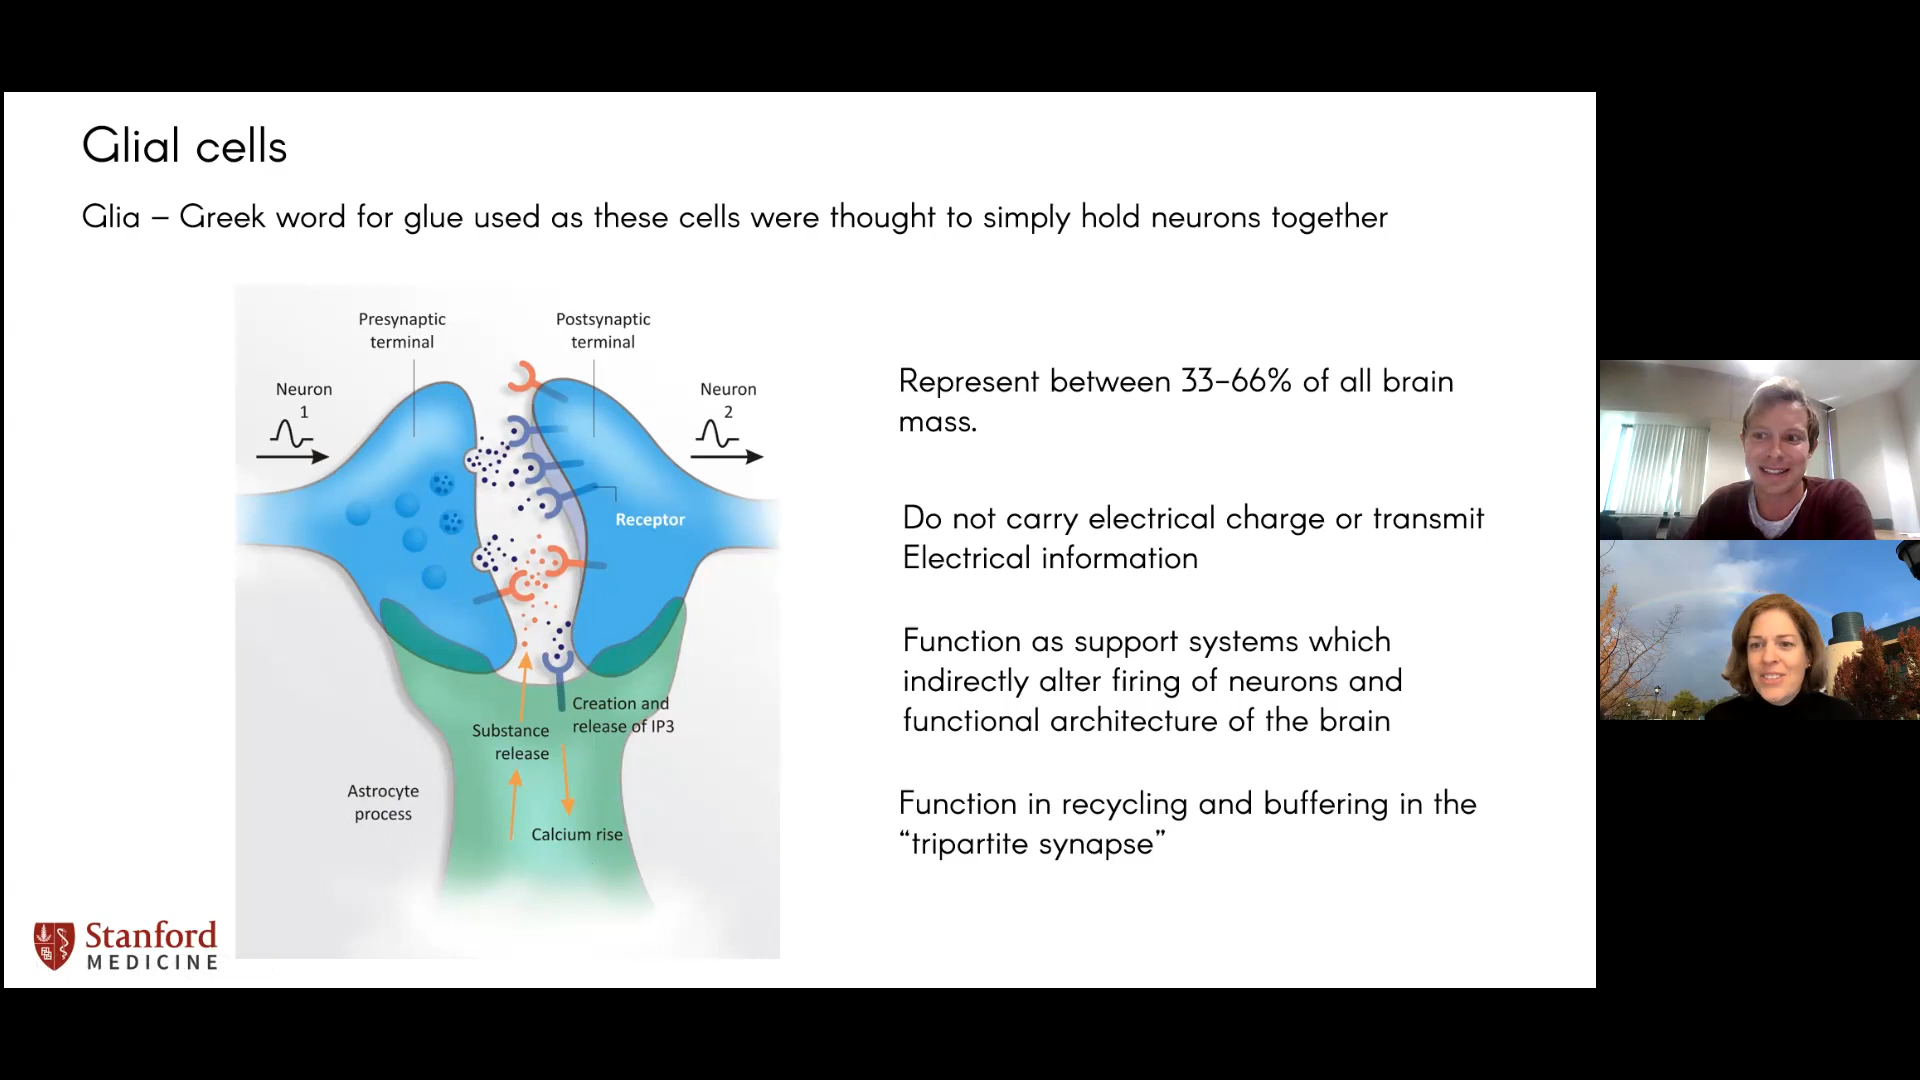 Glial cells
Glia – Greek word for glue used as these cells were thought to simply hold neurons together
Presynaptic
terminal
Postsynaptic
terminal
Neuron
1
Neuron
2
Receptor
Creation and
release of IP3
Substance
release
Astrocyte
process
Calcium rise
Represent between 33–66% of all brain
mass.
Do not carry electrical charge or transmit
Electrical information
Function as support systems which
indirectly alter firing of neurons and
functional architecture of the brain
Function in recycling and buffering in the
“tripartite synapse”
Stanford
MEDICINE